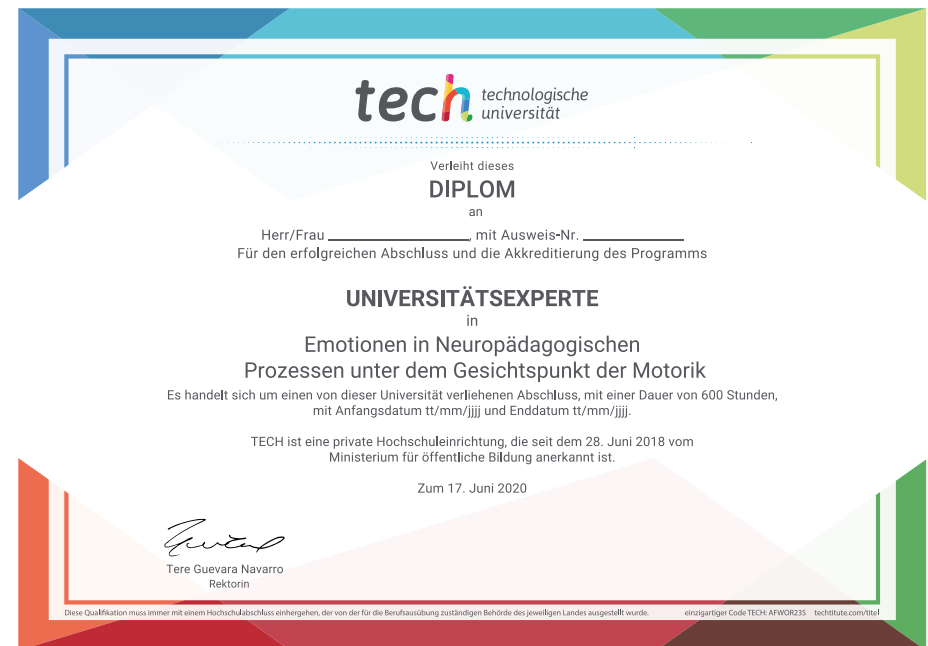 tech technologische
universität
Verleiht dieses
DIPLOM
an
Herr/Frau ____________________, mit Ausweis-Nr. ______________
Für den erfolgreichen Abschluss und die Akkreditierung des Programms
UNIVERSITÄTSEXPERTE
in
Emotionen in Neuropädagogischen
Prozessen unter dem Gesichtspunkt der Motorik
Es handelt sich um einen von dieser Universität verliehenen Abschluss, mit einer Dauer von 600 Stunden,
mit Anfangsdatum tt/mm/jjjj und Enddatum tt/mm/jjjj.
TECH ist eine private Hochschuleinrichtung, die seit dem 28. Juni 2018 vom
Ministerium für öffentliche Bildung anerkannt ist.
Zum 17. Juni 2020
Tere Guevara Navarro
Rektorin
Diese Qualifikation muss immer mit einem Hochschulabschluss einhergehen, der von der für die Berufsausübung zuständigen Behörde des jeweiligen Landes ausgestellt wurde. einzigartiger Code TECH: AFWOR23S techtitute.com/titel